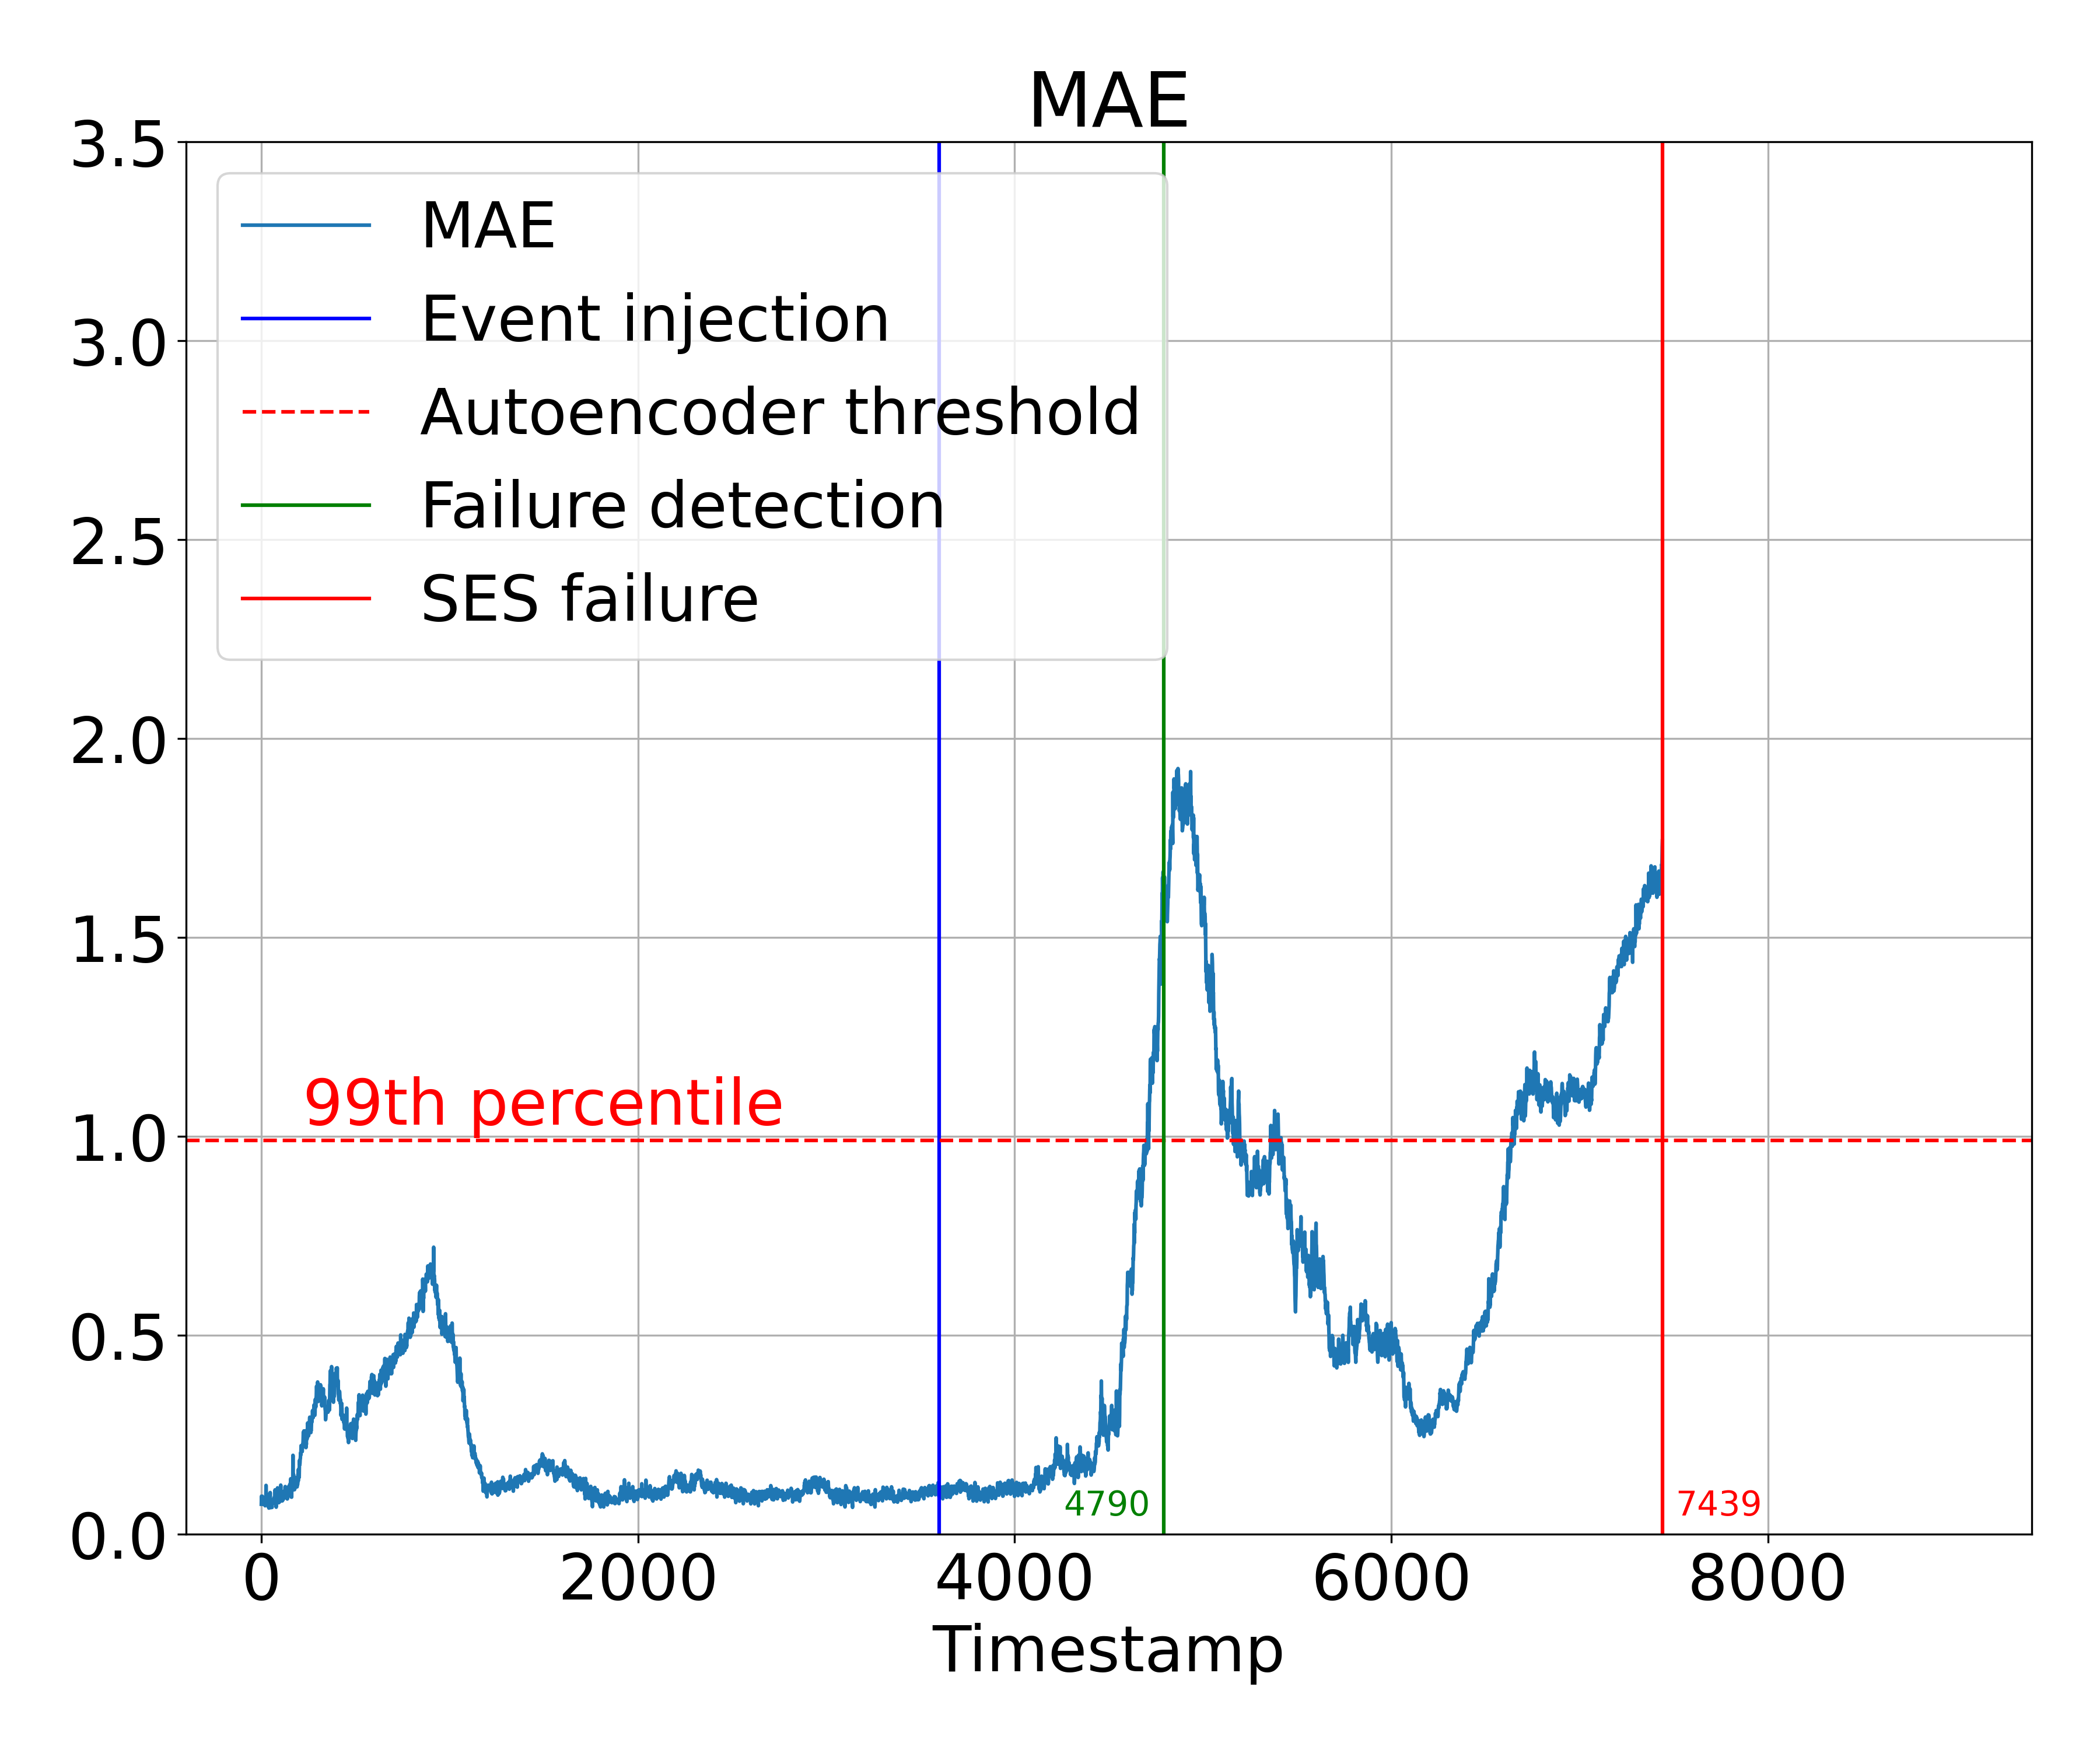 MAE
3.5
3.0
2.5
2.0
1.5
1.0
0.5
0.0
MAE
Event injection
Autoencoder threshold
Failure detection
SES failure
99th percentile
4790
7439
0 2000 4000 6000 8000
Timestamp